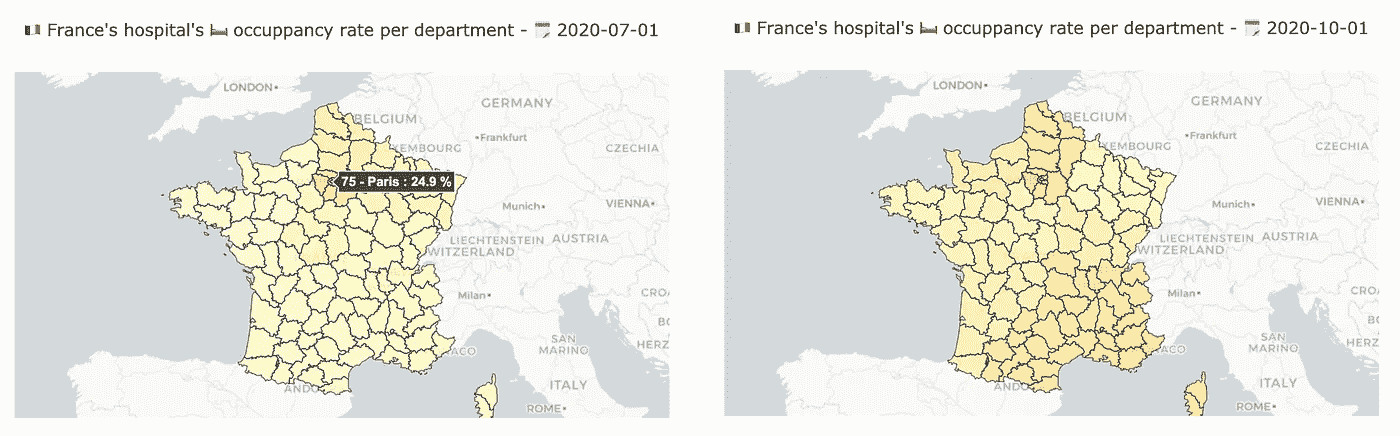 🇫🇷 France's hospital's 🛏 occuppancy rate per department - 🗓 2020-07-01
LONDON
GERMANY
BELGIUM
Frankfurt
XEMBOURG
CZECHIA
75 - Paris : 24.9 %
Munich
VIENNA
LIECHTENSTEIN AUSTRIA
WITZERLAND
Milan
CRO
SAN
MARINO
B
HERZ
ACO
ANDO
ITALY
ROME
🇫🇷 France's hospital's 🛏 occuppancy rate per department - 🗓 2020-10-01
LONDON
GERMANY
BELGIUM
Frankfurt
EMBOURG
CZECHIA
Munich
VIENNA
LIECHTENSTEIN AUSTRIA
WITZERLAND
Milan
CRO
SAN
MARINO
B
HERZ
ACO
ANDO
ITALY
ROME